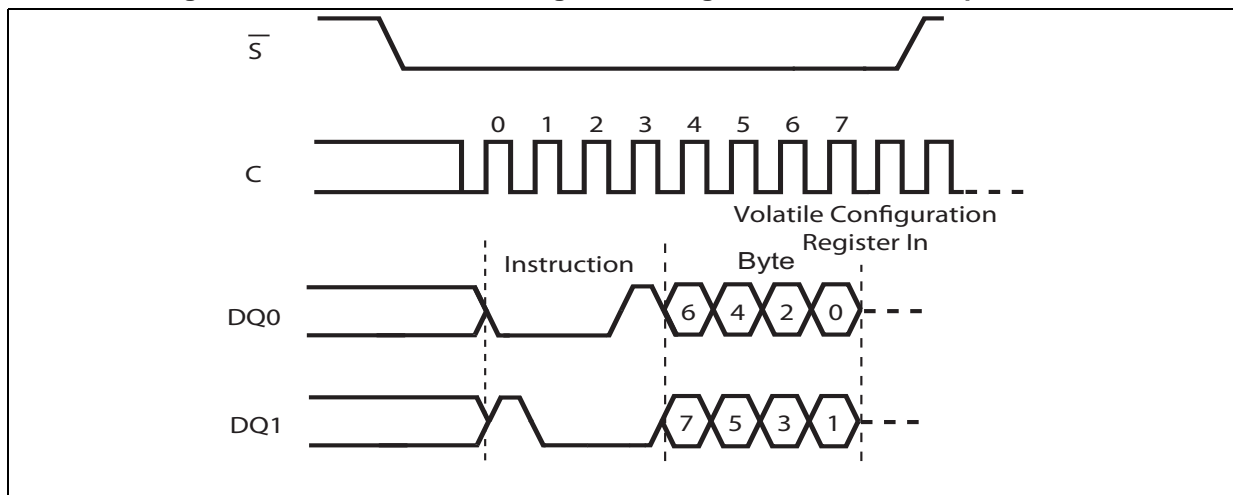 S
0 1 2 3 4 5 6 7
C
Volatile Configuration
Register In
Instruction
Byte
DQ0
6 4 2 0
DQ1
7 5 3 1